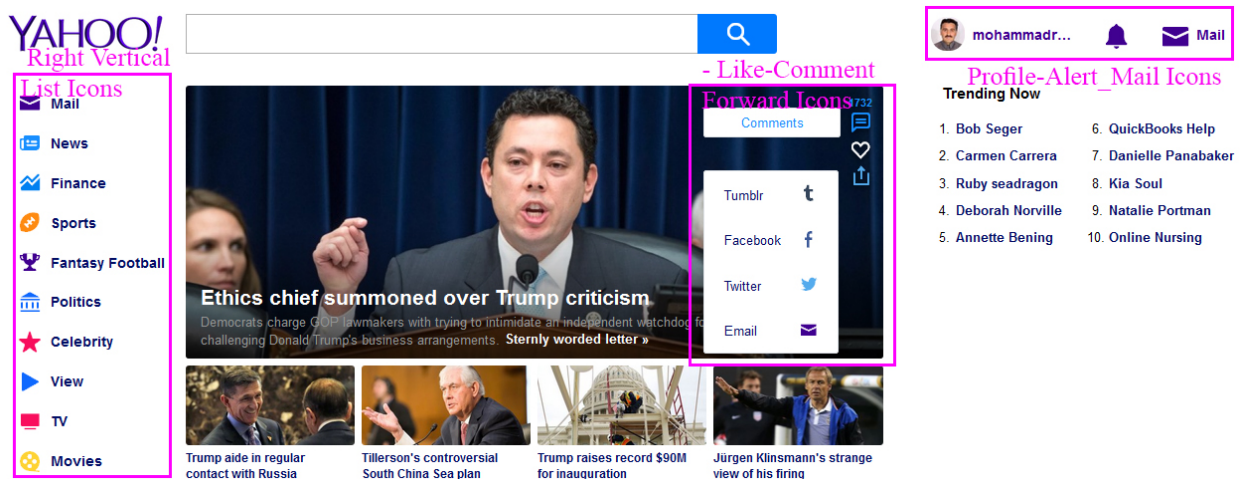 YAHOO!
mohammadr...
Mail
Right Vertical
List Icons
- Like-Comment
Forward Icons
Profile-Alert_Mail Icons
Mail
News
Finance
Sports
Fantasy Football
Politics
Celebrity
View
TV
Movies
732
Comments
Tumblr
Facebook
Twitter
Email
Ethics chief summoned over Trump criticism
Democrats charge GOP lawmakers with trying to intimidate an independent watchdog
challenging Donald Trump's business arrangements. Sternly worded letter »
Trump aide in regular
contact with Russia
Tillerson's controversial
South China Sea plan
Trump raises record $90M
for inauguration
Jürgen Klinsmann's strange
view of his firing
Trending Now
1. Bob Seger
2. Carmen Carrera
3. Ruby seadragon
4. Deborah Norville
5. Annette Bening
6. QuickBooks Help
7. Danielle Panabaker
8. Kia Soul
9. Natalie Portman
10. Online Nursing